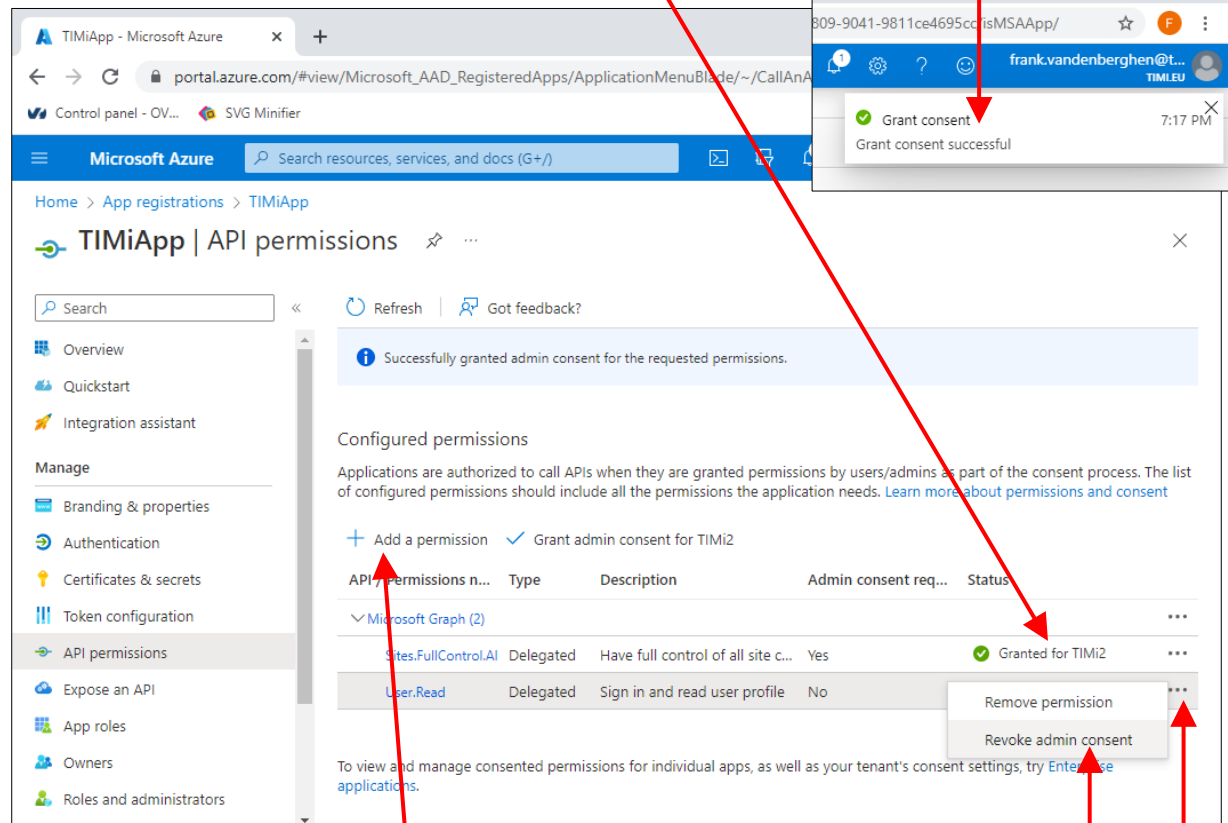 TIMiApp - Microsoft Azure
portal.azure.com/#view/Microsoft_AAD_RegisteredApps/ApplicationMenuBlade/~/CallAnA
Control panel - OV... SVG Minifier
809-9041-9811ce4695cc/isMSAApp/ F
1 frank.vandenberghen@t...
TIMI.EU
Grant consent 7:17 PM
Grant consent successful
Microsoft Azure Search resources, services, and docs (G+/)
Home > App registrations > TIMiApp
TIMiApp | API permissions ...
Search « Refresh Got feedback?
Overview
Quickstart
Integration assistant
Manage
Branding & properties
Authentication
Certificates & secrets
Token configuration
API permissions
Expose an API
App roles
Owners
Roles and administrators
Successfully granted admin consent for the requested permissions.
Configured permissions
Applications are authorized to call APIs when they are granted permissions by users/admins as part of the consent process. The list
of configured permissions should include all the permissions the application needs. Learn more about permissions and consent
Add a permission Grant admin consent for TIMi2
API / Permissions n... Type Description Admin consent req... Status
Microsoft Graph (2) ...
Sites.FullControl.Al Delegated Have full control of all site c... Yes Granted for TIMi2 ...
User.Read Delegated Sign in and read user profile No ...
Remove permission
Revoke admin consent
To view and manage consented permissions for individual apps, as well as your tenant's consent settings, try Enterprise
applications.